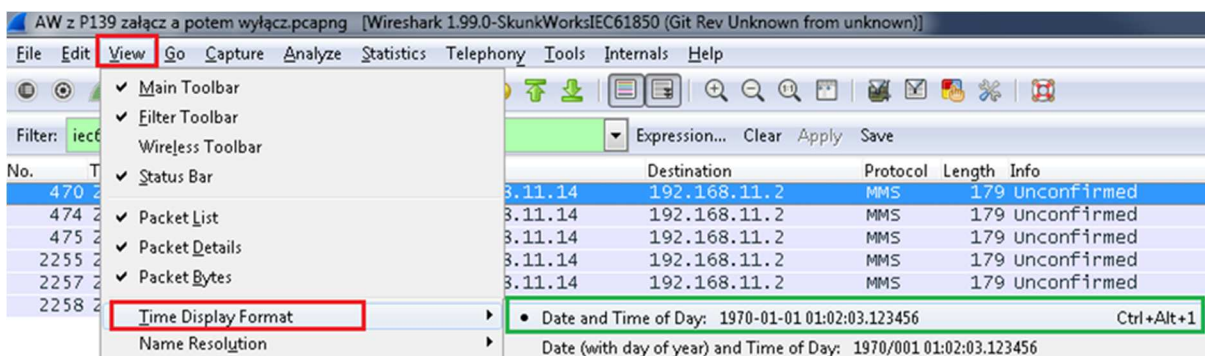 AW z P139 załącz a potem wyłącz.pcapng [Wireshark 1.99.0-SkunkWorksIEC61850 (Git Rev Unknown from unknown)]
File Edit View Go Capture Analyze Statistics Telephony Tools Internals Help
✔ Main Toolbar
✔ Filter Toolbar
Wireless Toolbar
✔ Status Bar
✔ Packet List
✔ Packet Details
✔ Packet Bytes
Time Display Format
Name Resolution
Filter: Expression... Clear Apply Save
No. Destination Protocol Length Info
470 2 3.11.14 192.168.11.2 MMS 179 Unconfirmed
474 2 3.11.14 192.168.11.2 MMS 179 Unconfirmed
475 2 3.11.14 192.168.11.2 MMS 179 Unconfirmed
2255 2 3.11.14 192.168.11.2 MMS 179 Unconfirmed
2257 2 3.11.14 192.168.11.2 MMS 179 Unconfirmed
2258 2
• Date and Time of Day: 1970-01-01 01:02:03.123456 Ctrl+Alt+1
Date (with day of year) and Time of Day: 1970/001 01:02:03.123456